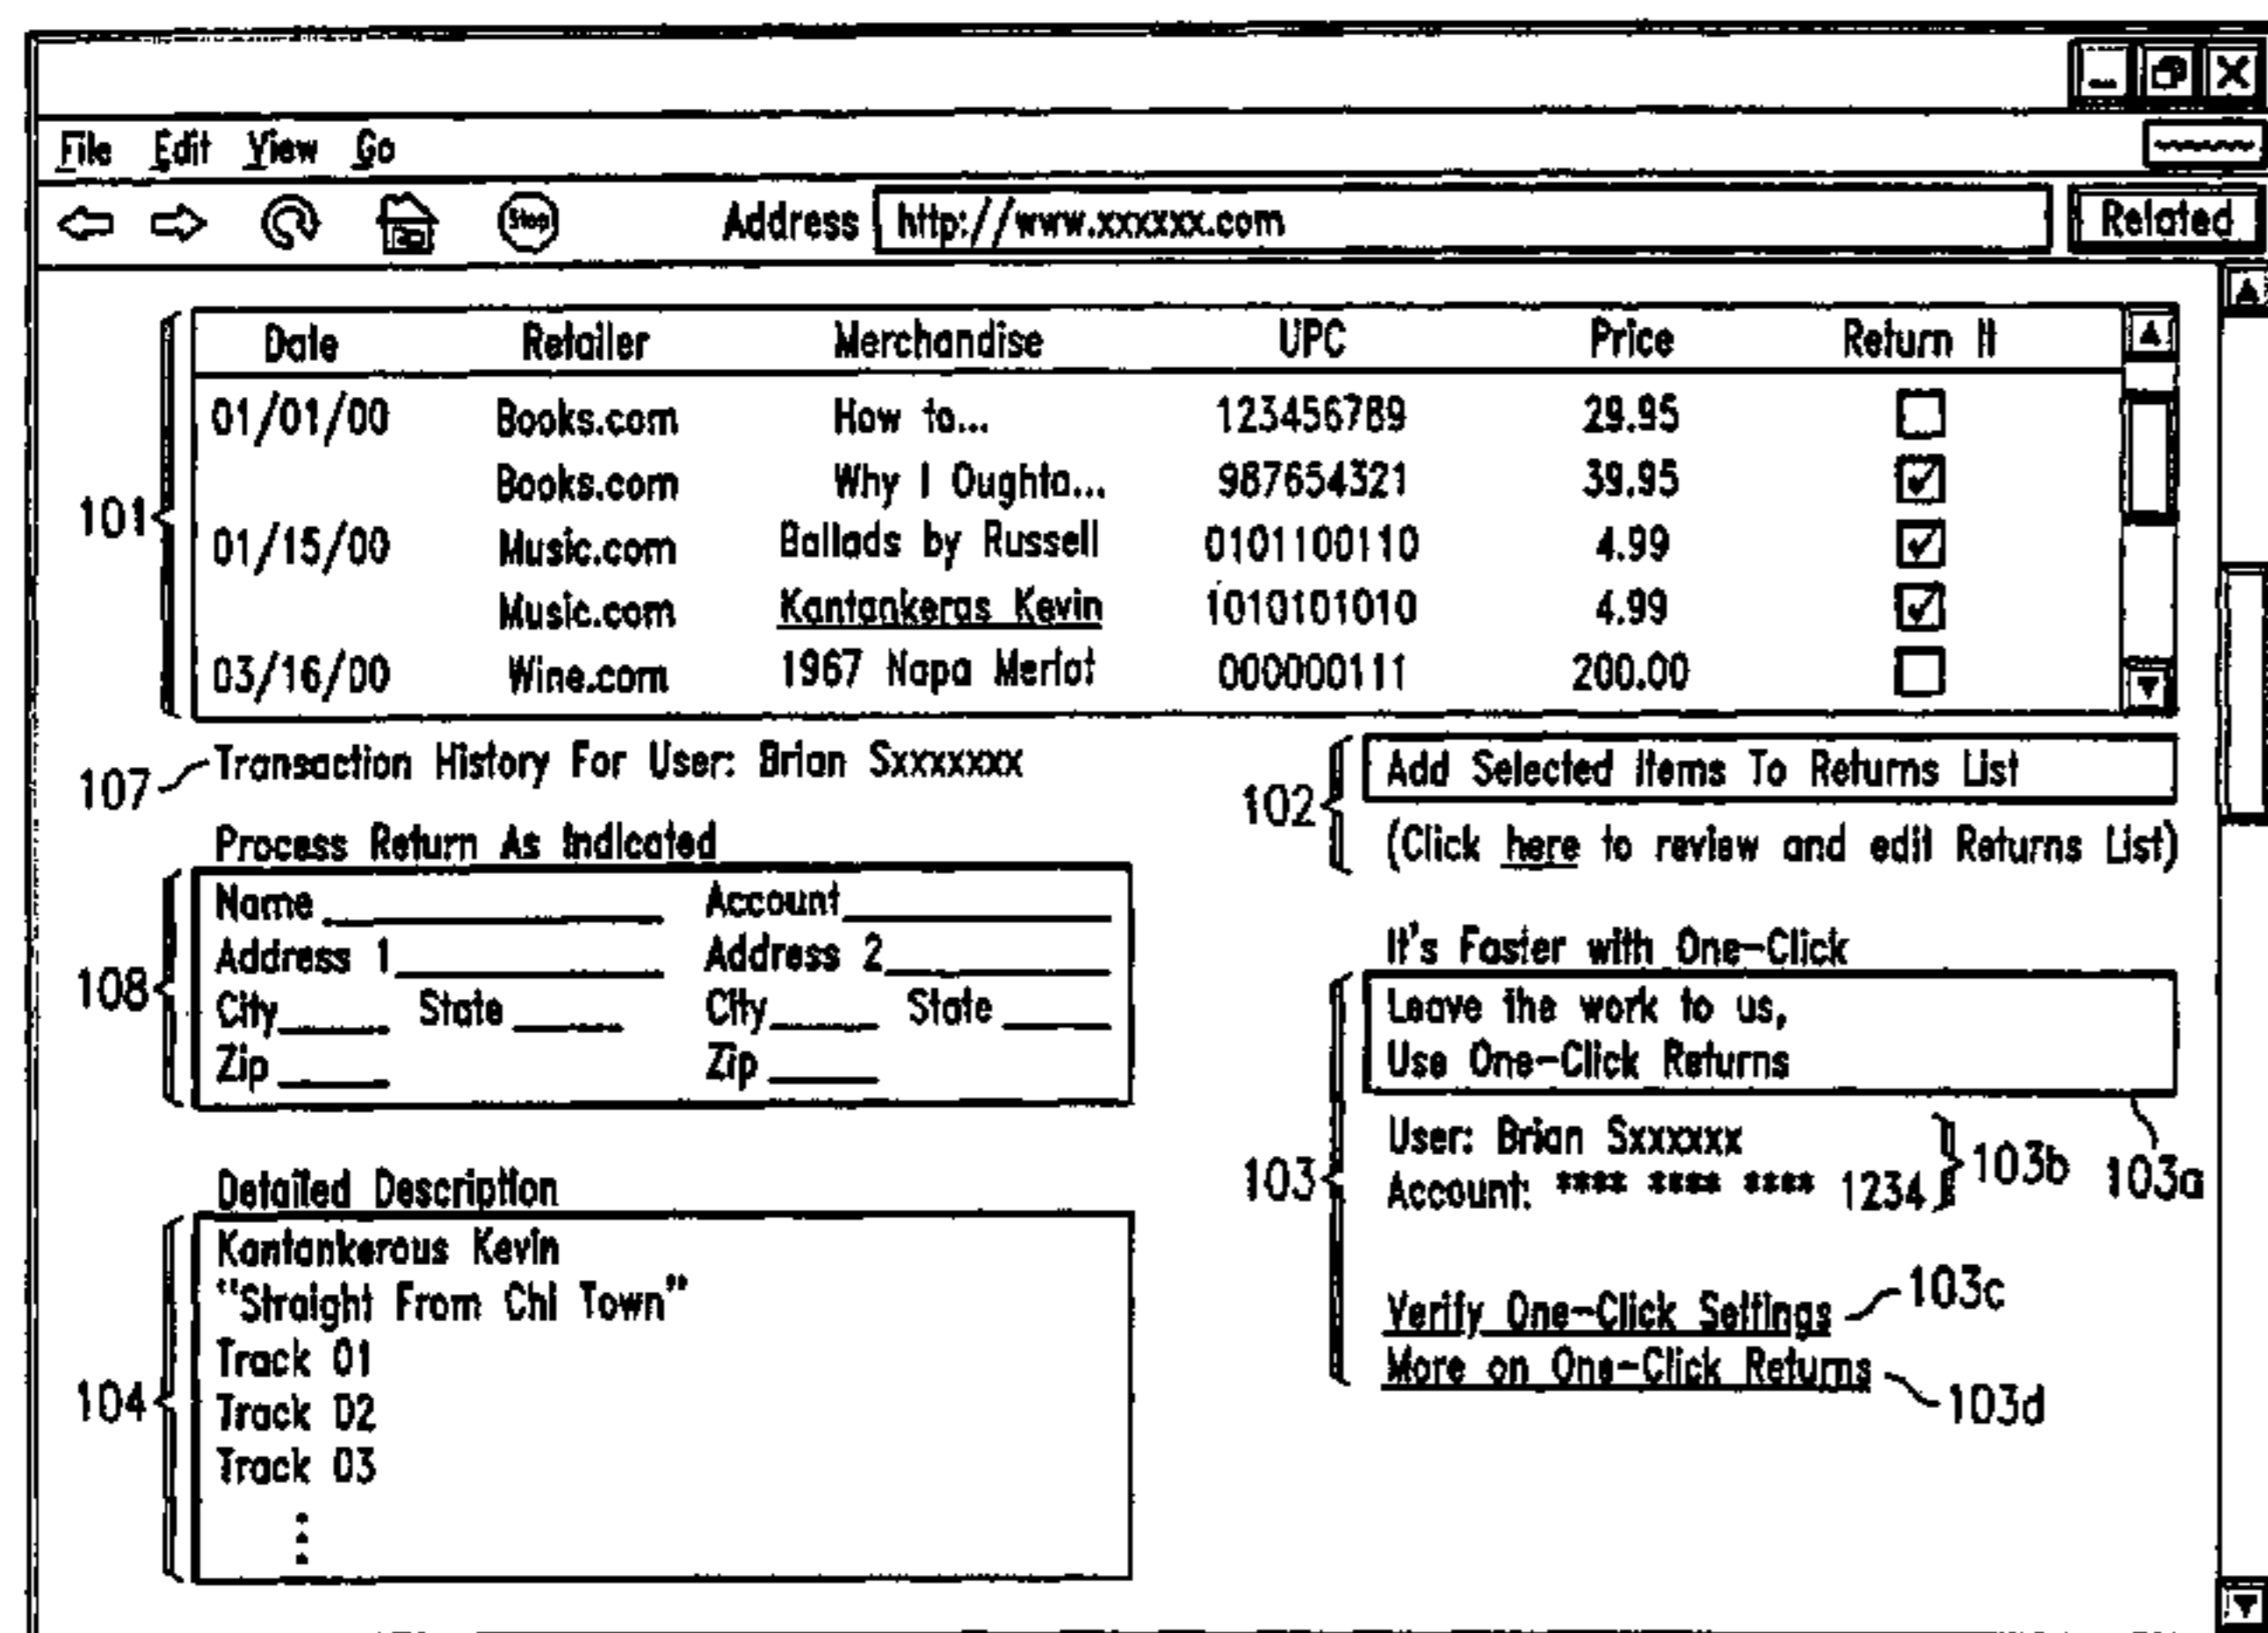 File Edit View Go
Stop Address http://www.xxxxxx.com Related
Date Retailer Merchandise UPC Price Return It
01/01/00 Books.com How to... 123456789 29.95
Books.com Why I Oughta... 987654321 39.95
101
01/15/00 Music.com Ballads by Russell 0101100110 4.99
Music.com Kantankeras Kevin 1010101010 4.99
03/16/00 Wine.com 1967 Napa Merlot 000000111 200.00
107 Transaction History For User: Brian Sxxxxxxx
Process Return As Indicated
108
Name Account
Address 1 Address 2
City State City State
Zip Zip
Detailed Description
104
Kantankerous Kevin
"Straight From Chi Town"
Track 01
Track 02
Track 03
102
Add Selected Items To Returns List
(Click here to review and edit Returns List)
It's Faster with One-Click
103
Leave the work to us,
Use One-Click Returns
103a
User: Brian Sxxxxxx
Account: **** **** **** 1234
103b
Verify One-Click Settings 103c
More on One-Click Returns 103d